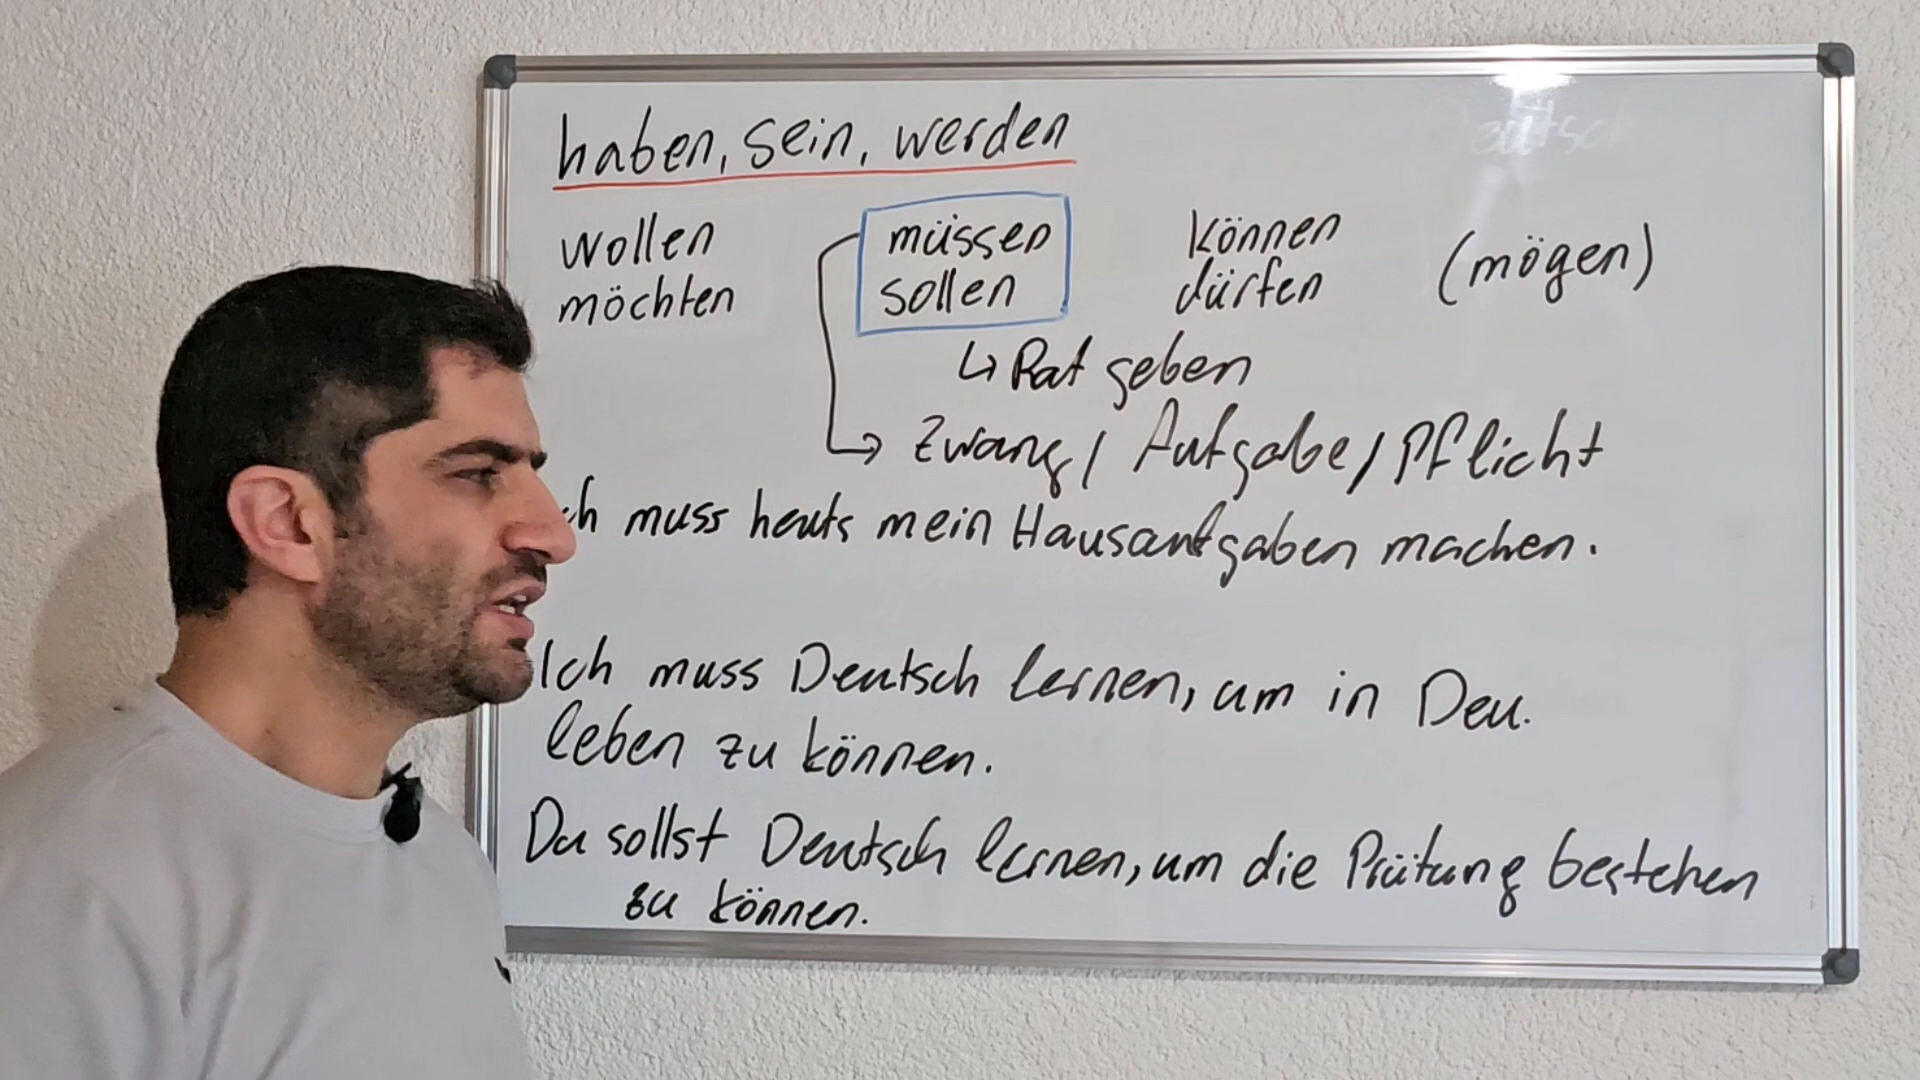 haben, sein, werden
wollen müssen können (mögen)
möchten sollen dürfen
↳ Rat geben
→ Zwang / Aufgabe / Pflicht
ch muss heute mein Hausaufgaben machen.
Ich muss Deutsch lernen, um in Deu.
leben zu können.
Du sollst Deutsch lernen, um die Prüfung bestehen
zu können.
Deutsch